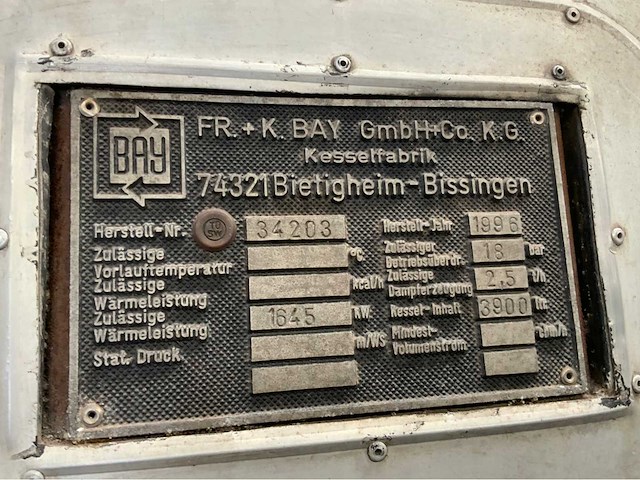 BAY
FR. + K. BAY GmbH+Co. K.G.
Kesselfabrik
74321 Bietigheim-Bissingen
Herstell-Nr. 34203
Zulässige Vorlauftemperatur °C
Zulässige Wärmeleistung kcal/h
Zulässige Wärmeleistung 1645 KW
Stat. Druck m/WS
Herstell-Jahr 1996
Zulässiger Betriebsüberdr. 18 bar
Zulässige Dampferzeugung 2,5 t/h
Kessel-Inhalt 3900 ltr.
Mindest-Volumenstrom cbm/h